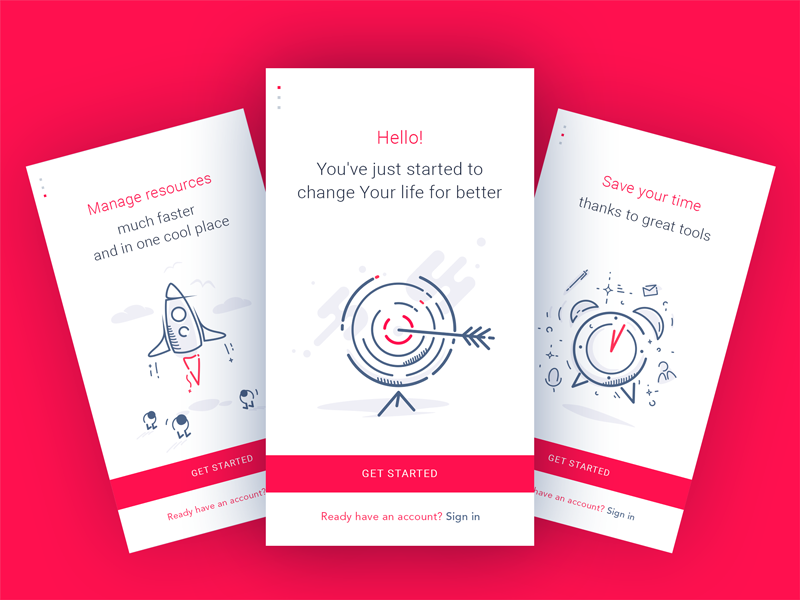 Manage resources
much faster
and in one cool place
GET STARTED
Ready have an account?
Hello!
You've just started to
change Your life for better
GET STARTED
Ready have an account? Sign in
Save your time
thanks to great tools
GET STARTED
have an account? Sign in